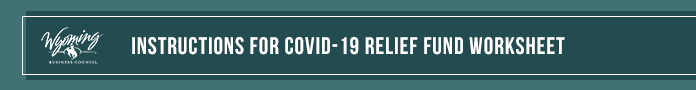 Wyoming
BUSINESS COUNCIL
INSTRUCTIONS FOR COVID-19 RELIEF FUND WORKSHEET